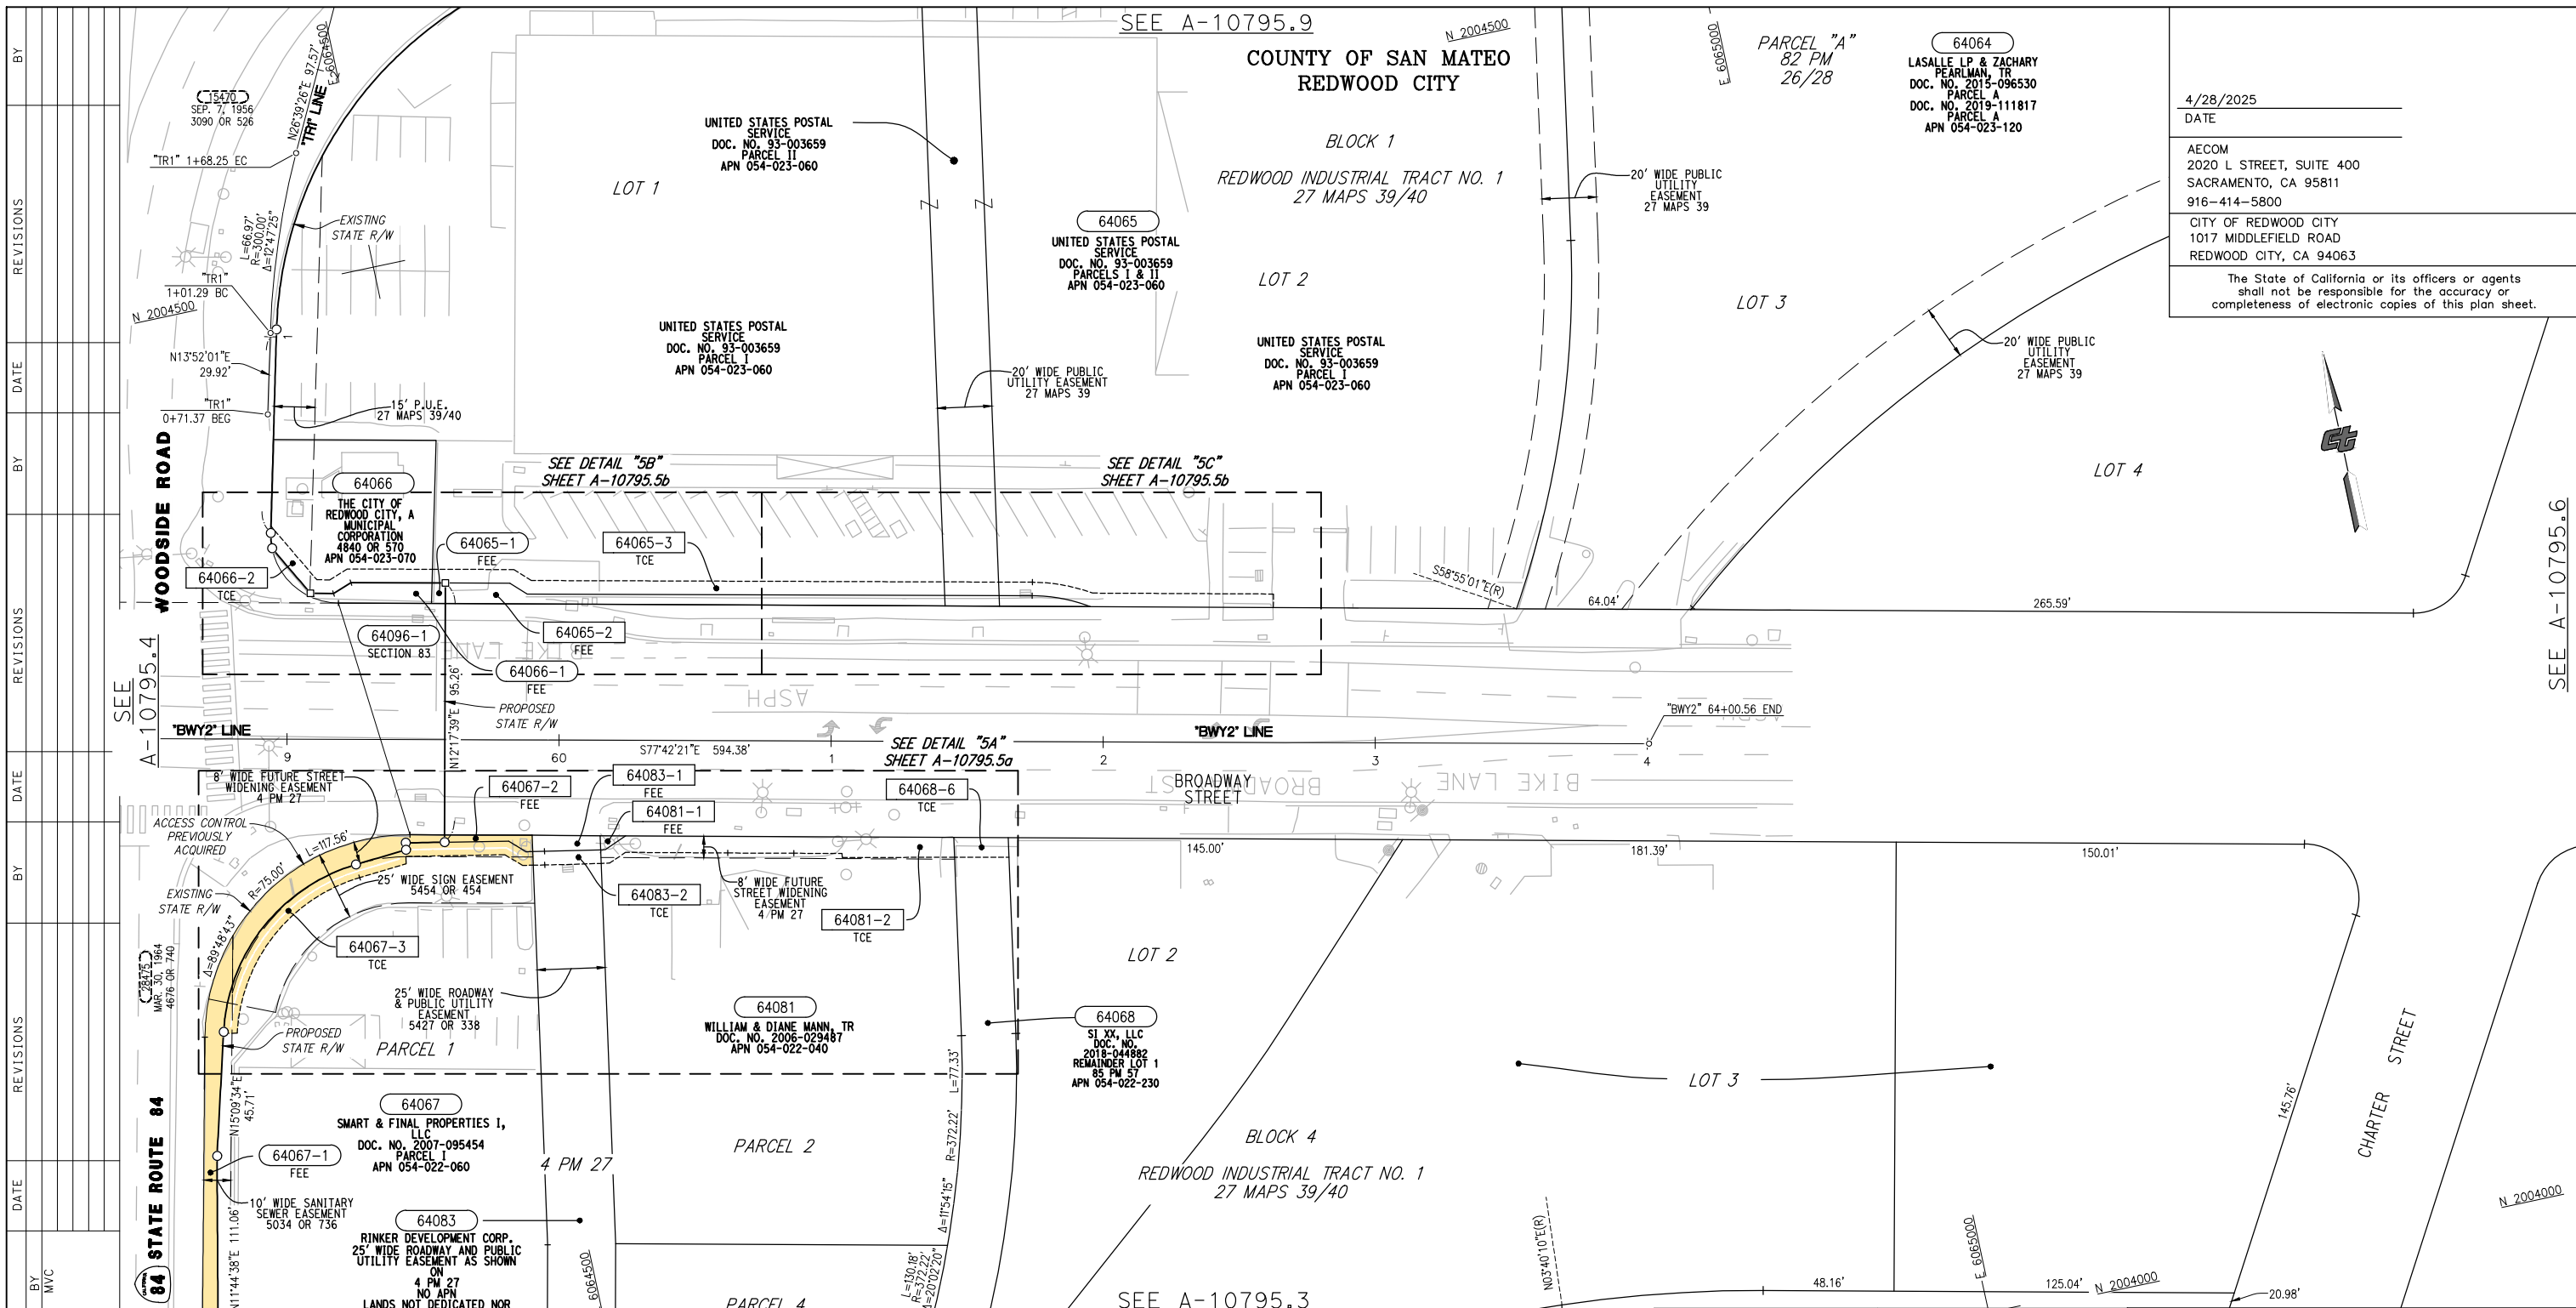 SEE A-10795.9
COUNTY OF SAN MATEO
REDWOOD CITY
N 2004500
E 6065000
PARCEL "A"
82 PM
26/28
64064
LASALLE LP & ZACHARY
PEARLMAN, TR
DOC. NO. 2015-096530
PARCEL A
DOC. NO. 2019-111817
PARCEL A
APN 054-023-120
4/28/2025
DATE
AECOM
2020 L STREET, SUITE 400
SACRAMENTO, CA 95811
916-414-5800
CITY OF REDWOOD CITY
1017 MIDDLEFIELD ROAD
REDWOOD CITY, CA 94063
The State of California or its officers or agents
shall not be responsible for the accuracy or
completeness of electronic copies of this plan sheet.
BY
REVISIONS
DATE
BY
REVISIONS
DATE
BY
REVISIONS
DATE
BY
MVC
15470
SEP. 7, 1956
3090 OR 526
N26°39'26"E 97.57'
"TR1" LINE
E 6064500
"TR1" 1+68.25 EC
L=66.97'
R=300.00'
Δ=12°47'25"
EXISTING
STATE R/W
"TR1"
1+01.29 BC
N 2004500
N13°52'01"E
29.92'
"TR1"
0+71.37 BEG
15' P.U.E.
27 MAPS 39/40
LOT 1
UNITED STATES POSTAL
SERVICE
DOC. NO. 93-003659
PARCEL II
APN 054-023-060
UNITED STATES POSTAL
SERVICE
DOC. NO. 93-003659
PARCEL I
APN 054-023-060
BLOCK 1
REDWOOD INDUSTRIAL TRACT NO. 1
27 MAPS 39/40
64065
UNITED STATES POSTAL
SERVICE
DOC. NO. 93-003659
PARCELS I & II
APN 054-023-060
LOT 2
UNITED STATES POSTAL
SERVICE
DOC. NO. 93-003659
PARCEL I
APN 054-023-060
20' WIDE PUBLIC
UTILITY EASEMENT
27 MAPS 39
20' WIDE PUBLIC
UTILITY
EASEMENT
27 MAPS 39
LOT 3
20' WIDE PUBLIC
UTILITY
EASEMENT
27 MAPS 39
LOT 4
ct
SEE A-10795.6
WOODSIDE ROAD
SEE
A-10795.4
64066
THE CITY OF
REDWOOD CITY, A
MUNICIPAL
CORPORATION
4840 OR 570
APN 054-023-070
SEE DETAIL "5B"
SHEET A-10795.5b
SEE DETAIL "5C"
SHEET A-10795.5b
64066-2
TCE
64065-1
FEE
64065-3
TCE
64096-1
SECTION 83
64065-2
FEE
64066-1
FEE
S58°55'01"E(R)
64.04'
265.59'
BIKE LANE
ASPH
N12°17'39"E 95.26'
PROPOSED
STATE R/W
"BWY2" LINE
9
60
1
2
3
4
S77°42'21"E 594.38'
"BWY2" LINE
"BWY2" 64+00.56 END
SEE DETAIL "5A"
SHEET A-10795.5a
BROADWAY
STREET
BROADWAY ST
BIKE LANE
8' WIDE FUTURE STREET
WIDENING EASEMENT
4 PM 27
64067-2
FEE
64083-1
FEE
64081-1
FEE
64068-6
TCE
ACCESS CONTROL
PREVIOUSLY
ACQUIRED
L=117.56'
R=75.00'
Δ=89°48'43"
EXISTING
STATE R/W
25' WIDE SIGN EASEMENT
5454 OR 454
64067-3
TCE
64083-2
TCE
8' WIDE FUTURE
STREET WIDENING
EASEMENT
4 PM 27
64081-2
TCE
145.00'
181.39'
150.01'
28475
MAR. 30, 1964
4676 OR 740
25' WIDE ROADWAY
& PUBLIC UTILITY
EASEMENT
5427 OR 338
PROPOSED
STATE R/W
PARCEL 1
64081
WILLIAM & DIANE MANN, TR
DOC. NO. 2006-029487
APN 054-022-040
LOT 2
64068
SI XX, LLC
DOC. NO.
2018-044882
REMAINDER LOT 1
85 PM 57
APN 054-022-230
LOT 3
CHARTER STREET
145.76'
N15°09'34"E
45.71'
64067
SMART & FINAL PROPERTIES I,
LLC
DOC. NO. 2007-095454
PARCEL I
APN 054-022-060
64067-1
FEE
10' WIDE SANITARY
SEWER EASEMENT
5034 OR 736
N11°44'38"E 111.06'
84 STATE ROUTE 84
4 PM 27
PARCEL 2
R=372.22' L=77.33'
Δ=11°54'15"
BLOCK 4
REDWOOD INDUSTRIAL TRACT NO. 1
27 MAPS 39/40
64083
RINKER DEVELOPMENT CORP.
25' WIDE ROADWAY AND PUBLIC
UTILITY EASEMENT AS SHOWN
ON
4 PM 27
NO APN
LANDS NOT DEDICATED NOR
6064500
PARCEL 4
L=130.18'
R=372.22'
Δ=20°02'20"
SEE A-10795.3
N03°40'10"E(R)
48.16'
E 6065000
125.04'
N 2004000
20.98'
N 2004000